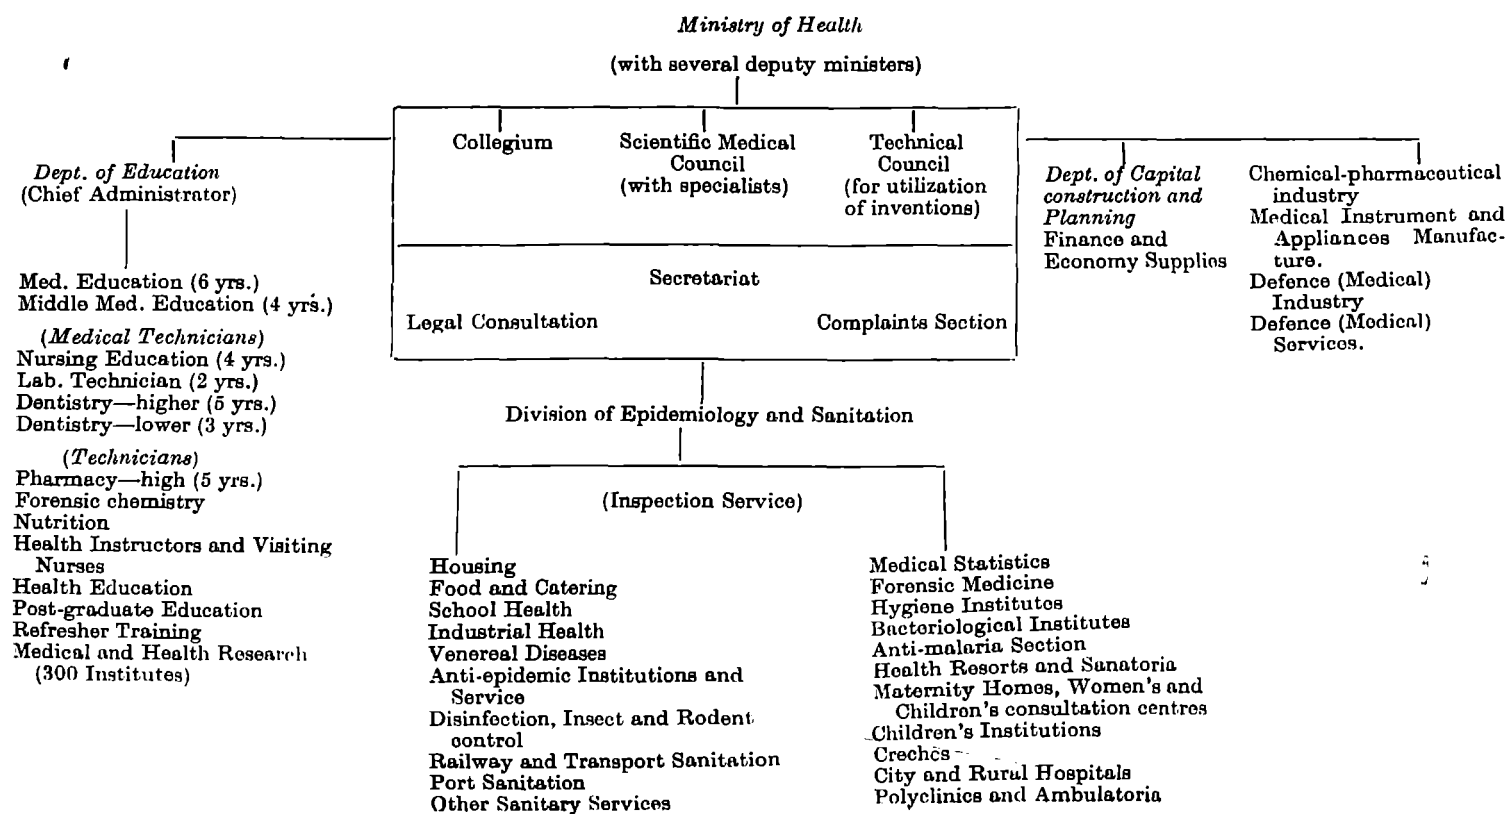 Ministry of Health
(with several deputy ministers)
Collegium
Scientific Medical
Council
(with specialists)
Technical
Council
(for utilization
of inventions)
Secretariat
Legal Consultation
Complaints Section
Dept. of Education
(Chief Administrator)
Med. Education (6 yrs.)
Middle Med. Education (4 yrs.)
(Medical Technicians)
Nursing Education (4 yrs.)
Lab. Technician (2 yrs.)
Dentistry—higher (5 yrs.)
Dentistry—lower (3 yrs.)
(Technicians)
Pharmacy—high (5 yrs.)
Forensic chemistry
Nutrition
Health Instructors and Visiting
Nurses
Health Education
Post-graduate Education
Refresher Training
Medical and Health Research
(300 Institutes)
Dept. of Capital
construction and
Planning
Finance and
Economy Supplies
Chemical-pharmaceutical
industry
Medical Instrument and
Appliances Manufac-
ture.
Defence (Medical)
Industry
Defence (Medical)
Services.
Division of Epidemiology and Sanitation
(Inspection Service)
Housing
Food and Catering
School Health
Industrial Health
Venereal Diseases
Anti-epidemic Institutions and
Service
Disinfection, Insect and Rodent
control
Railway and Transport Sanitation
Port Sanitation
Other Sanitary Services
Medical Statistics
Forensic Medicine
Hygiene Institutes
Bacteriological Institutes
Anti-malaria Section
Health Resorts and Sanatoria
Maternity Homes, Women's and
Children's consultation centres
Children's Institutions
Creches
City and Rural Hospitals
Polyclinics and Ambulatoria